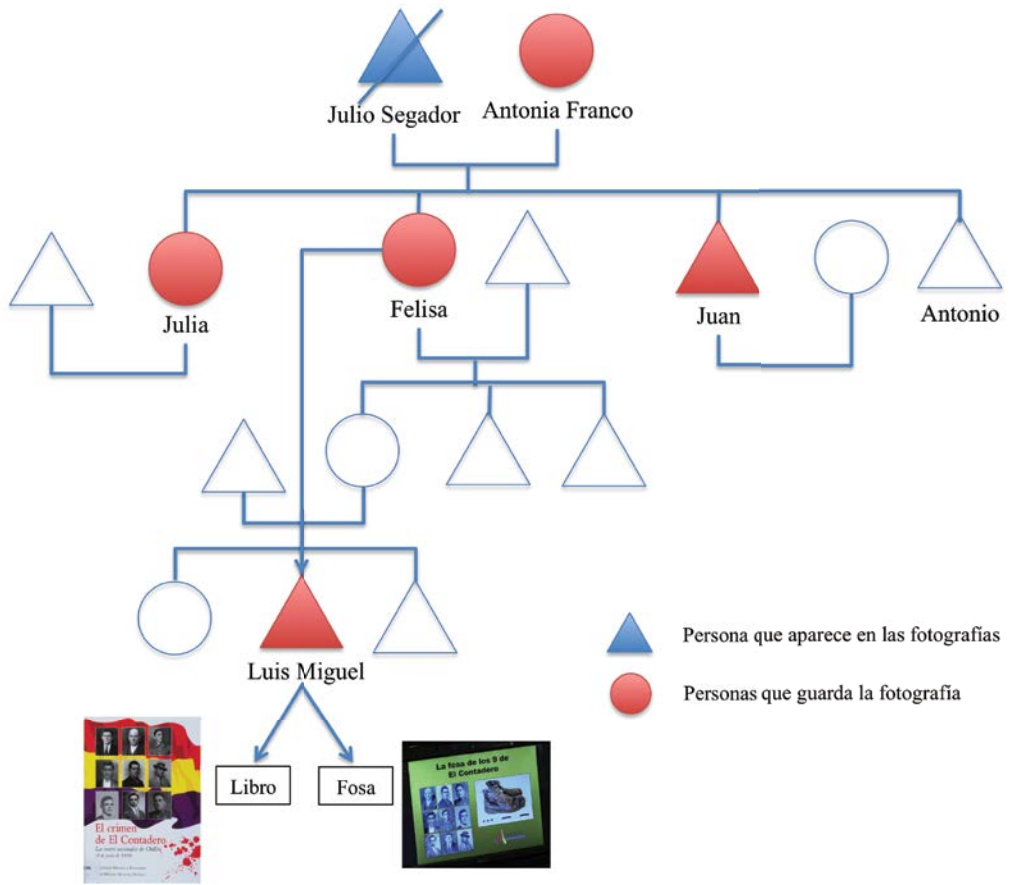 Julio Segador
Antonia Franco
Julia
Felisa
Juan
Antonio
Luis Miguel
Persona que aparece en las fotografías
Personas que guarda la fotografía
Libro
Fosa
El crimen
de El Contadero
La fosa de los 9 de
El Contadero